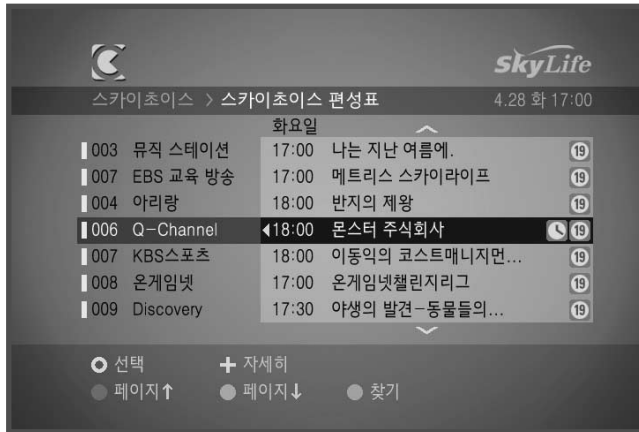 SkyLife
스카이초이스 > 스카이초이스 편성표 4.28 화 17:00
화요일
003 뮤직 스테이션 17:00 나는 지난 여름에. 19
007 EBS 교육 방송 17:00 메트리스 스카이라이프 19
004 아리랑 18:00 반지의 제왕 19
006 Q-Channel 18:00 몬스터 주식회사 19
007 KBS스포츠 18:00 이동익의 코스트매니지먼... 19
008 온게임넷 17:00 온게임넷챌린지리그 19
009 Discovery 17:30 야생의 발견-동물들의... 19
선택 자세히
페이지↑ 페이지↓ 찾기